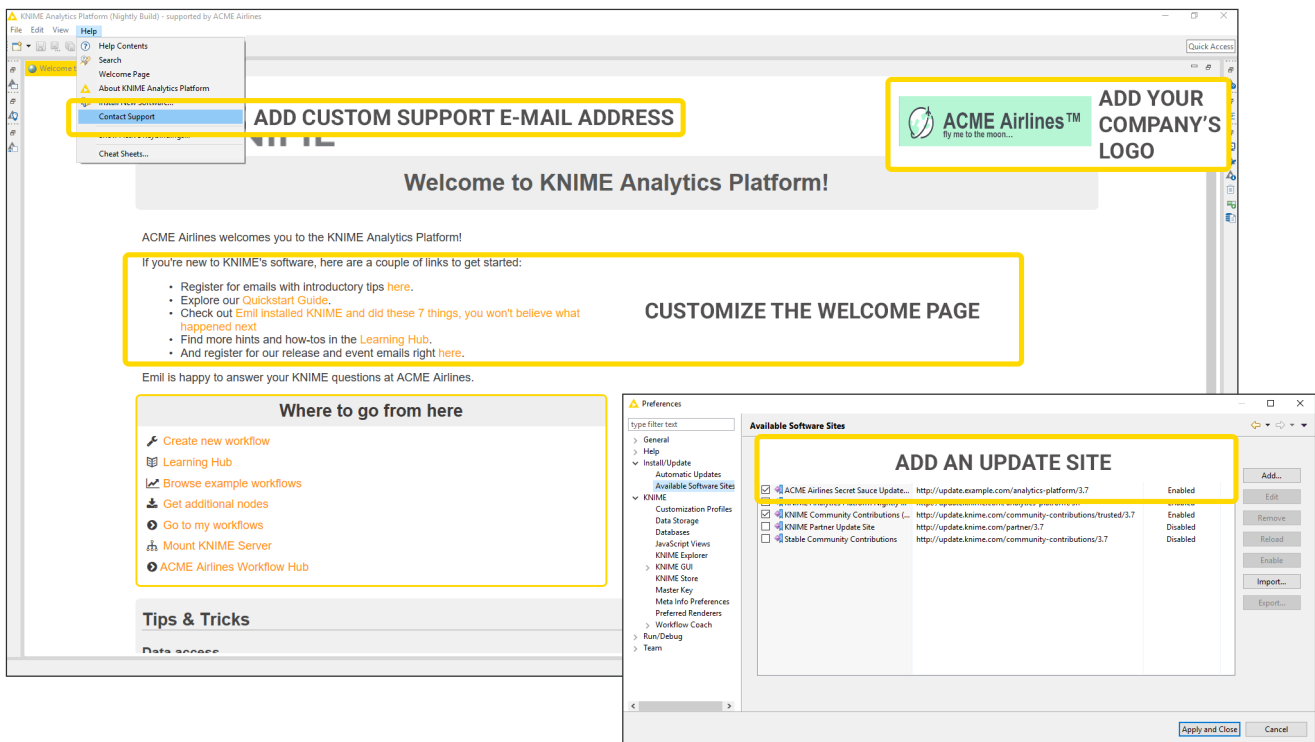 KNIME Analytics Platform (Nightly Build) - supported by ACME Airlines
File Edit View Help
Quick Access
Help Contents
Search
Welcome Page
About KNIME Analytics Platform
Install New Software...
Contact Support
Cheat Sheets...
Welcome
ADD CUSTOM SUPPORT E-MAIL ADDRESS
ACME Airlines™
fly me to the moon...
ADD YOUR
COMPANY'S
LOGO
Welcome to KNIME Analytics Platform!
ACME Airlines welcomes you to the KNIME Analytics Platform!
If you're new to KNIME's software, here are a couple of links to get started:
• Register for emails with introductory tips here.
• Explore our Quickstart Guide.
• Check out Emil installed KNIME and did these 7 things, you won't believe what
happened next
• Find more hints and how-tos in the Learning Hub.
• And register for our release and event emails right here.
CUSTOMIZE THE WELCOME PAGE
Emil is happy to answer your KNIME questions at ACME Airlines.
Where to go from here
Create new workflow
Learning Hub
Browse example workflows
Get additional nodes
Go to my workflows
Mount KNIME Server
ACME Airlines Workflow Hub
Tips & Tricks
Data access
Preferences
type filter text
General
Help
Install/Update
Automatic Updates
Available Software Sites
KNIME
Customization Profiles
Data Storage
Databases
JavaScript Views
KNIME Explorer
KNIME GUI
KNIME Store
Master Key
Meta Info Preferences
Preferred Renderers
Workflow Coach
Run/Debug
Team
Available Software Sites
ADD AN UPDATE SITE
ACME Airlines Secret Sauce Update... http://update.example.com/analytics-platform/3.7 Enabled
KNIME Community Contributions (... http://update.knime.com/community-contributions/trusted/3.7 Enabled
KNIME Partner Update Site http://update.knime.com/partner/3.7 Disabled
Stable Community Contributions http://update.knime.com/community-contributions/3.7 Disabled
Add...
Edit
Remove
Reload
Enable
Import...
Export...
Apply and Close Cancel